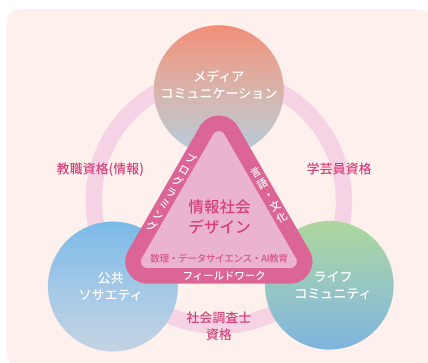 メディア
コミュニケーション
教職資格(情報)
学芸員資格
プログラミング
言語・文化
情報社会
デザイン
数理・データサイエンス・AI教育
フィールドワーク
公共
ソサエティ
ライフ
コミュニティ
社会調査士
資格